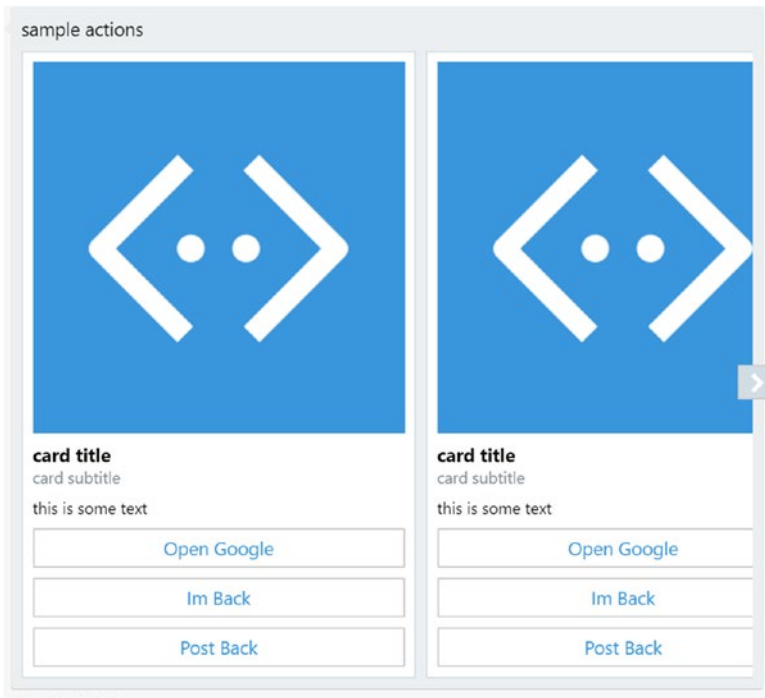 sample actions
card title
card subtitle
this is some text
Open Google
Im Back
Post Back
card title
card subtitle
this is some text
Open Google
Im Back
Post Back